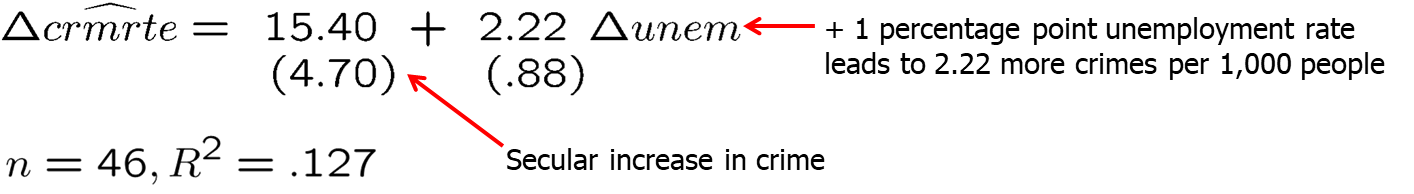 Δcrmrte^ = 15.40 + 2.22 Δunem
+ 1 percentage point unemployment rate
leads to 2.22 more crimes per 1,000 people
(4.70) (.88)
Secular increase in crime
n = 46, R² = .127